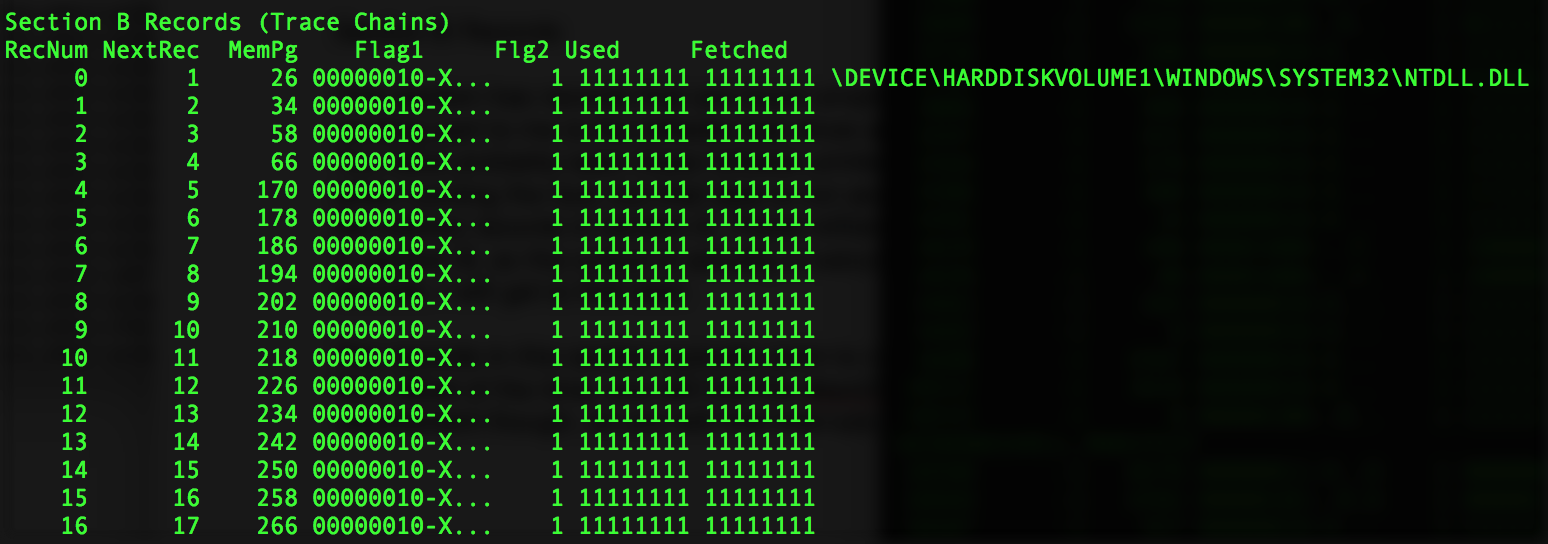 Section B Records (Trace Chains)
RecNum NextRec  MemPg    Flag1      Flg2 Used     Fetched
     0       1     26 00000010-X...    1 11111111 11111111 \DEVICE\HARDDISKVOLUME1\WINDOWS\SYSTEM32\NTDLL.DLL
     1       2     34 00000010-X...    1 11111111 11111111
     2       3     58 00000010-X...    1 11111111 11111111
     3       4     66 00000010-X...    1 11111111 11111111
     4       5    170 00000010-X...    1 11111111 11111111
     5       6    178 00000010-X...    1 11111111 11111111
     6       7    186 00000010-X...    1 11111111 11111111
     7       8    194 00000010-X...    1 11111111 11111111
     8       9    202 00000010-X...    1 11111111 11111111
     9      10    210 00000010-X...    1 11111111 11111111
    10      11    218 00000010-X...    1 11111111 11111111
    11      12    226 00000010-X...    1 11111111 11111111
    12      13    234 00000010-X...    1 11111111 11111111
    13      14    242 00000010-X...    1 11111111 11111111
    14      15    250 00000010-X...    1 11111111 11111111
    15      16    258 00000010-X...    1 11111111 11111111
    16      17    266 00000010-X...    1 11111111 11111111